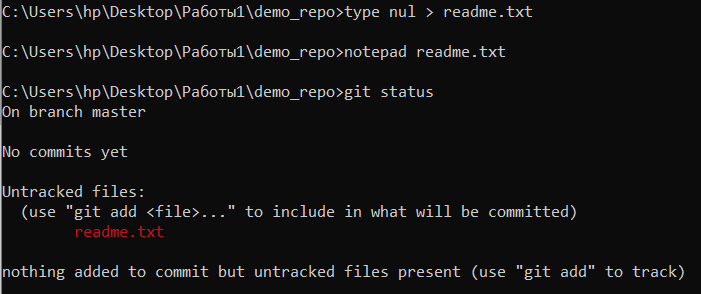 C:\Users\hp\Desktop\Работы1\demo_repo>type nul > readme.txt
C:\Users\hp\Desktop\Работы1\demo_repo>notepad readme.txt
C:\Users\hp\Desktop\Работы1\demo_repo>git status
On branch master
No commits yet
Untracked files:
  (use "git add <file>..." to include in what will be committed)
        readme.txt
nothing added to commit but untracked files present (use "git add" to track)